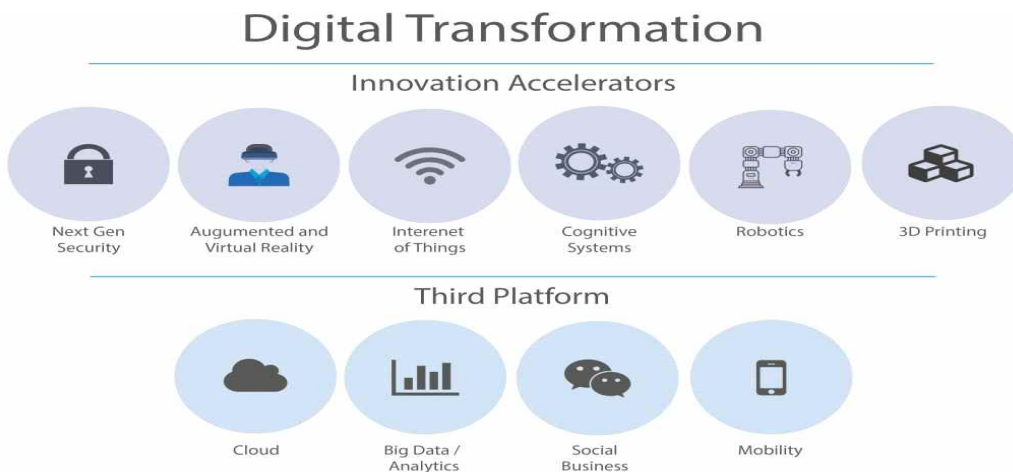 Digital Transformation
Innovation Accelerators
Next Gen
Security
Augumented and
Virtual Reality
Interenet
of Things
Cognitive
Systems
Robotics
3D Printing
Third Platform
Cloud
Big Data /
Analytics
Social
Business
Mobility